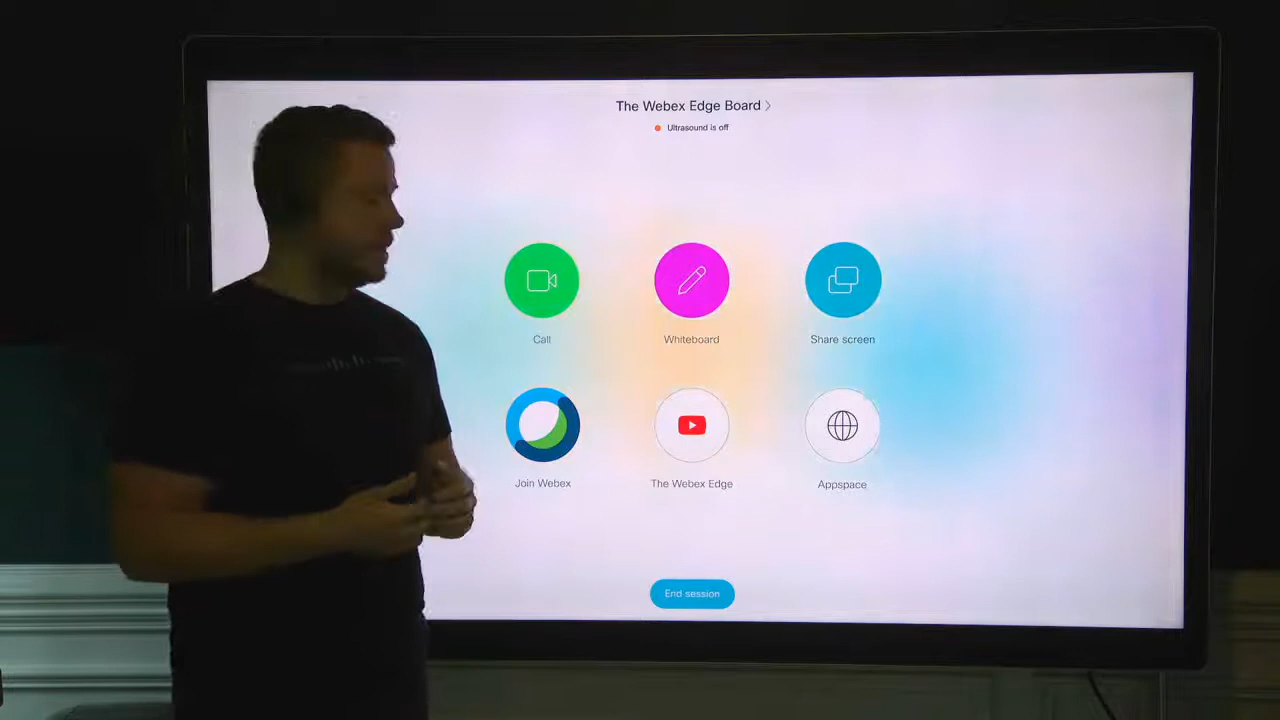 The Webex Edge Board
Ultrasound is off
Call
Whiteboard
Share screen
Join Webex
The Webex Edge
Appspace
End session